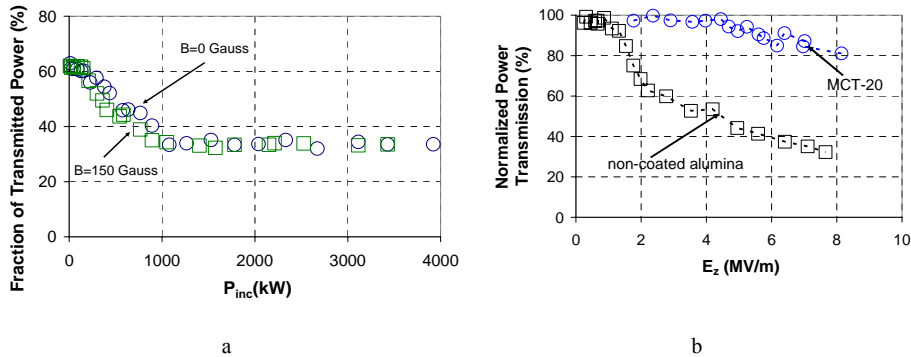 Fraction of Transmitted Power (%)
80
60
40
20
0
B=0 Gauss
B=150 Gauss
0 1000 2000 3000 4000
P_inc(kW)
a
Normalized Power
Transmission (%)
100
80
60
40
20
0
MCT-20
non-coated alumina
0 2 4 6 8 10
E_z (MV/m)
b